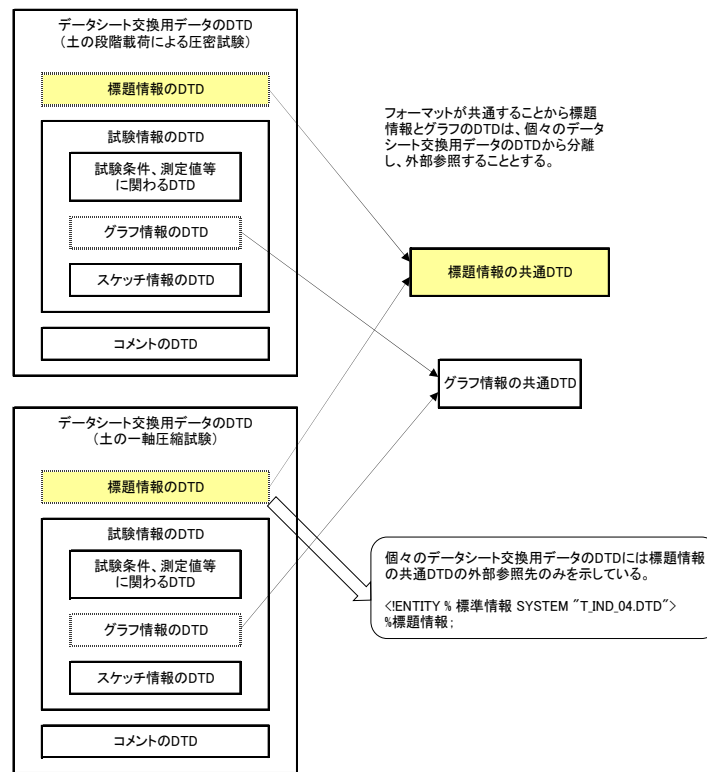 データシート交換用データのDTD
（土の段階載荷による圧密試験）
標題情報のDTD
試験情報のDTD
試験条件、測定値等
に関わるDTD
グラフ情報のDTD
スケッチ情報のDTD
コメントのDTD
フォーマットが共通することから標題
情報とグラフのDTDは、個々のデータ
シート交換用データのDTDから分離
し、外部参照することとする。
標題情報の共通DTD
グラフ情報の共通DTD
データシート交換用データのDTD
（土の一軸圧縮試験）
標題情報のDTD
試験情報のDTD
試験条件、測定値等
に関わるDTD
グラフ情報のDTD
スケッチ情報のDTD
コメントのDTD
個々のデータシート交換用データのDTDには標題情報
の共通DTDの外部参照先のみを示している。
<!ENTITY % 標準情報 SYSTEM "T_IND_04.DTD">
%標題情報;